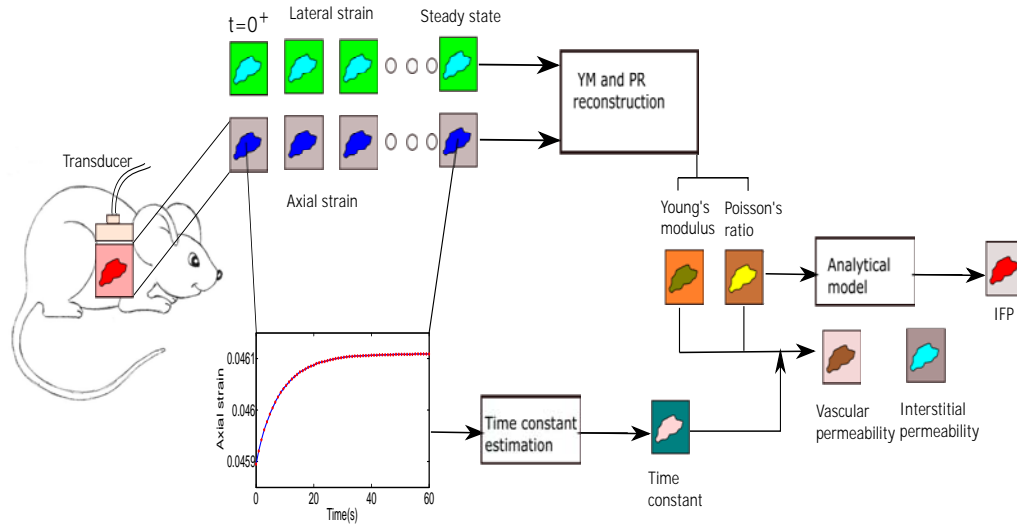 t=0+
Lateral strain
Steady state
YM and PR
reconstruction
Transducer
Axial strain
Young's
modulus
Poisson's
ratio
Analytical
model
IFP
Axial strain
0.0461
0.046
0.0459
0
20
40
60
Time(s)
Time constant
estimation
Time
constant
Vascular
permeability
Interstitial
permeability